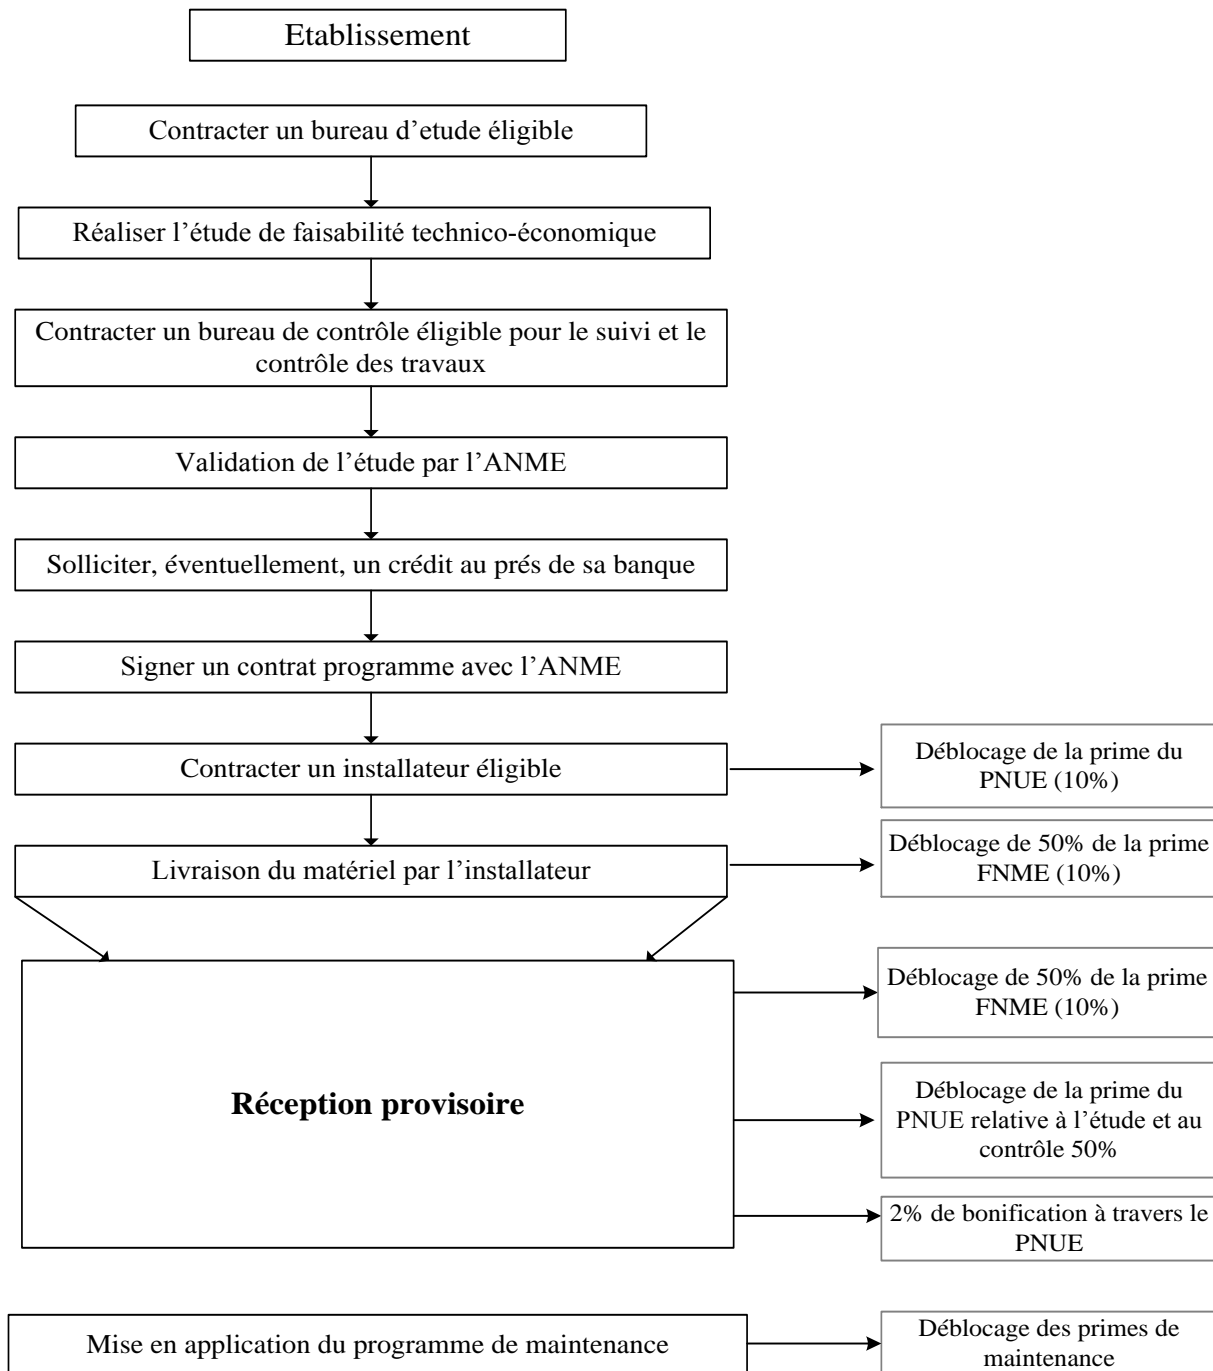 Etablissement
Contracter un bureau d’etude éligible
Réaliser l’étude de faisabilité technico-économique
Contracter un bureau de contrôle éligible pour le suivi et le
contrôle des travaux
Validation de l’étude par l’ANME
Solliciter, éventuellement, un crédit au prés de sa banque
Signer un contrat programme avec l’ANME
Contracter un installateur éligible
Déblocage de la prime du
PNUE (10%)
Livraison du matériel par l’installateur
Déblocage de 50% de la prime
FNME (10%)
Réception provisoire
Déblocage de 50% de la prime
FNME (10%)
Déblocage de la prime du
PNUE relative à l’étude et au
contrôle 50%
2% de bonification à travers le
PNUE
Mise en application du programme de maintenance
Déblocage des primes de
maintenance